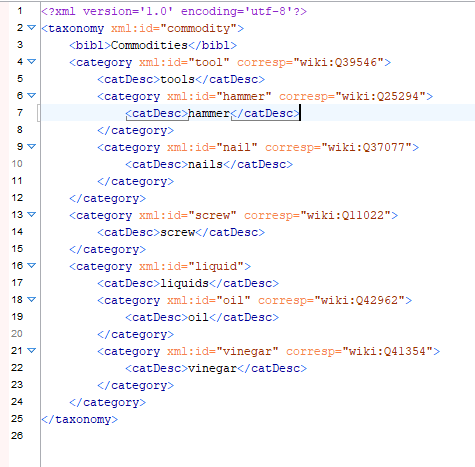 1 <?xml version='1.0' encoding='utf-8'?>
2 <taxonomy xml:id="commodity">
3     <bibl>Commodities</bibl>
4     <category xml:id="tool" corresp="wiki:Q39546">
5         <catDesc>tools</catDesc>
6         <category xml:id="hammer" corresp="wiki:Q25294">
7             <catDesc>hammer</catDesc>
8         </category>
9         <category xml:id="nail" corresp="wiki:Q37077">
10             <catDesc>nails</catDesc>
11         </category>
12     </category>
13     <category xml:id="screw" corresp="wiki:Q11022">
14         <catDesc>screw</catDesc>
15     </category>
16     <category xml:id="liquid">
17         <catDesc>liquids</catDesc>
18         <category xml:id="oil" corresp="wiki:Q42962">
19             <catDesc>oil</catDesc>
20         </category>
21         <category xml:id="vinegar" corresp="wiki:Q41354">
22             <catDesc>vinegar</catDesc>
23         </category>
24     </category>
25 </taxonomy>
26